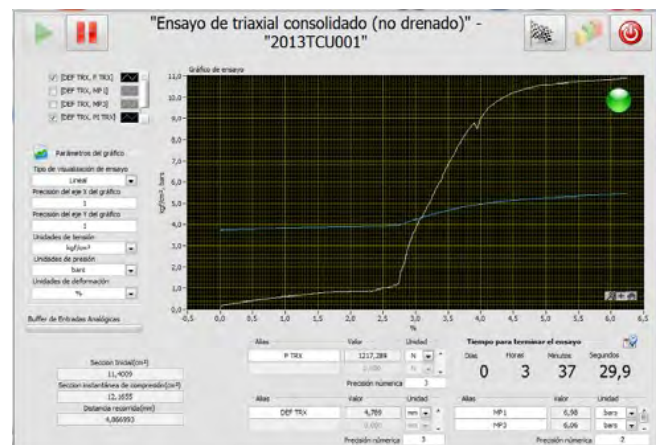 "Ensayo de triaxial consolidado (no drenado)" -
"2013TCU001"
Gráfico de ensayo
[DEF TRX, P TRX]
[DEF TRX, MP1]
[DEF TRX, MP3]
[DEF TRX, PI TRX]
Parámetros del gráfico
Tipo de visualización de ensayo
Lineal
Precisión del eje X del gráfico
1
Precisión del eje Y del gráfico
1
Unidades de tensión
kgf/cm²
Unidades de presión
bars
Unidades de deformación
%
Buffer de Entradas Analógicas
kgf/cm², bars
11,0
10,0
9,0
8,0
7,0
6,0
5,0
4,0
3,0
2,0
1,0
0,0
-0,5 0,0 0,5 1,0 1,5 2,0 2,5 3,0 3,5 4,0 4,5 5,0 5,5 6,0 6,5
%
Sección Inicial(cm²)
11,4009
Sección instantánea de compresión(cm²)
12,1655
Distancia recorrida(mm)
4,866993
Alias Valor Unidad
P TRX 1217,289 N
N
Precisión númerica 3
Alias Valor Unidad
DEF TRX 4,789 mm
mm
Precisión númerica 3
Tiempo para terminar el ensayo
Días Horas Minutos Segundos
0 3 37 29,9
Alias Valor Unidad
MP1 6,98 bars
MP3 6,06 bars
Precisión númerica 2